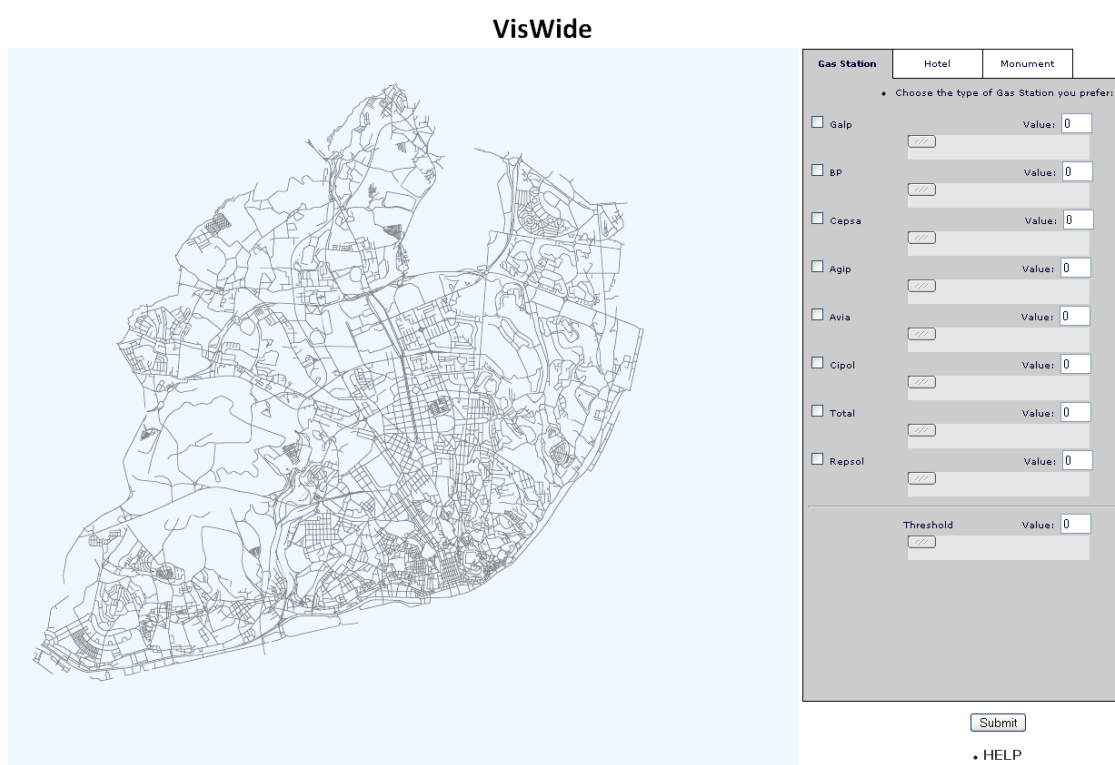 VisWide
Gas Station Hotel Monument
• Choose the type of Gas Station you prefer:
Galp Value: 0
BP Value: 0
Cepsa Value: 0
Agip Value: 0
Avia Value: 0
Cipol Value: 0
Total Value: 0
Repsol Value: 0
Threshold Value: 0
Submit
• HELP